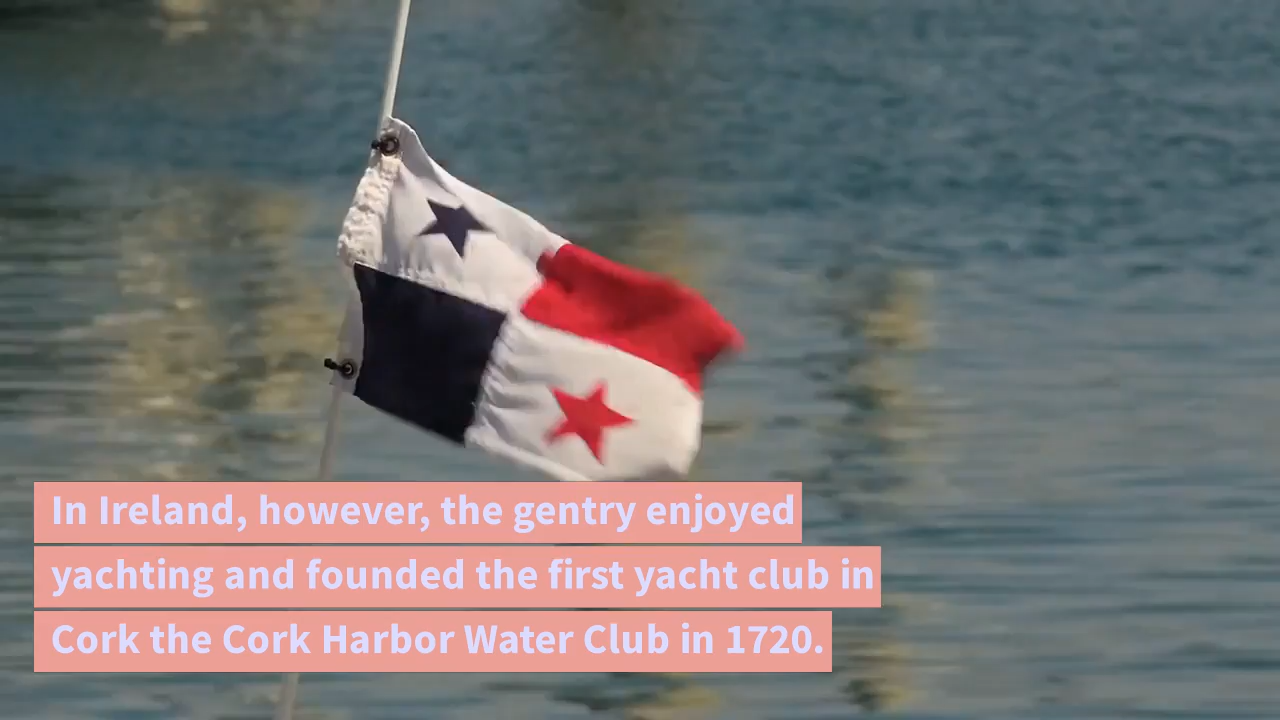 In Ireland, however, the gentry enjoyed
yachting and founded the first yacht club in
Cork the Cork Harbor Water Club in 1720.